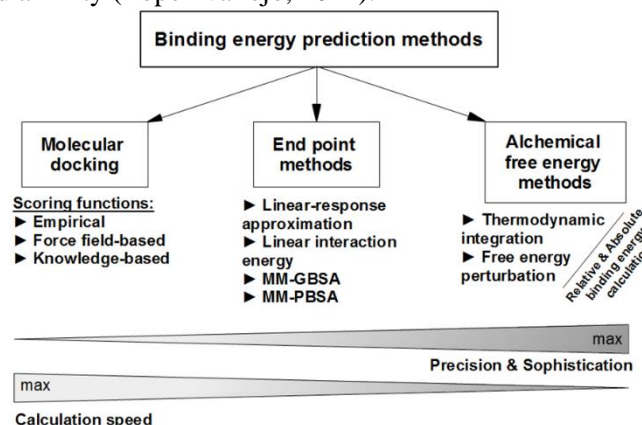 Binding energy prediction methods
Molecular
docking
End point
methods
Alchemical
free energy
methods
Scoring functions:
► Empirical
► Force field-based
► Knowledge-based
► Linear-response
approximation
► Linear interaction
energy
► MM-GBSA
► MM-PBSA
► Thermodynamic
integration
► Free energy
perturbation
Relative & Absolute
binding energy
calculation
max
Precision & Sophistication
max
Calculation speed